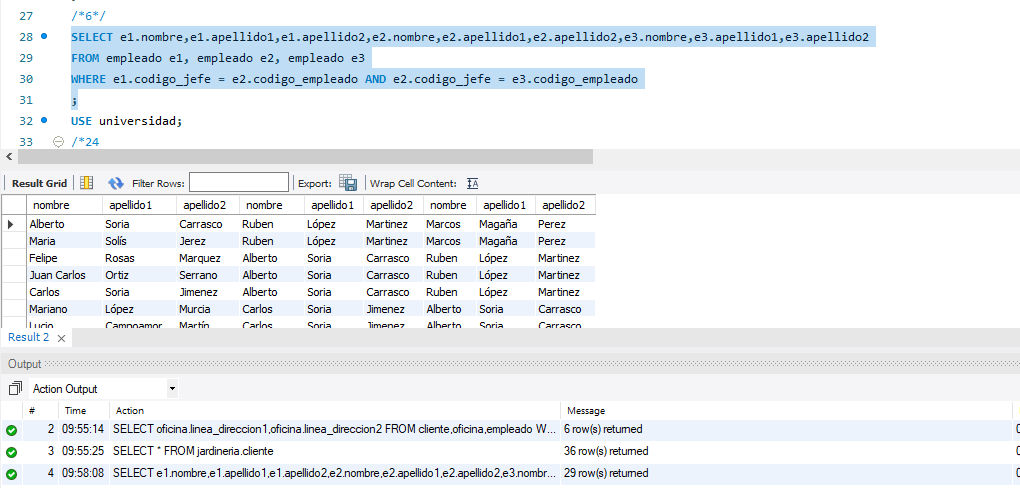 27 /*6*/
28 SELECT e1.nombre,e1.apellido1,e1.apellido2,e2.nombre,e2.apellido1,e2.apellido2,e3.nombre,e3.apellido1,e3.apellido2
29 FROM empleado e1, empleado e2, empleado e3
30 WHERE e1.codigo_jefe = e2.codigo_empleado AND e2.codigo_jefe = e3.codigo_empleado
31 ;
32 USE universidad;
33 /*24
Result Grid Filter Rows: Export: Wrap Cell Content:
nombre apellido1 apellido2 nombre apellido1 apellido2 nombre apellido1 apellido2
Alberto Soria Carrasco Ruben López Martinez Marcos Magaña Perez
Maria Solís Jerez Ruben López Martinez Marcos Magaña Perez
Felipe Rosas Marquez Alberto Soria Carrasco Ruben López Martinez
Juan Carlos Ortiz Serrano Alberto Soria Carrasco Ruben López Martinez
Carlos Soria Jimenez Alberto Soria Carrasco Ruben López Martinez
Mariano López Murcia Carlos Soria Jimenez Alberto Soria Carrasco
Lucio Campoamor Martín Carlos Soria Jimenez Alberto Soria Carrasco
Result 2
Output
Action Output
# Time Action Message
2 09:55:14 SELECT oficina.linea_direccion1,oficina.linea_direccion2 FROM cliente,oficina,empleado W... 6 row(s) returned
3 09:55:25 SELECT * FROM jardineria.cliente 36 row(s) returned
4 09:58:08 SELECT e1.nombre,e1.apellido1,e1.apellido2,e2.nombre,e2.apellido1,e2.apellido2,e3.nombr... 29 row(s) returned